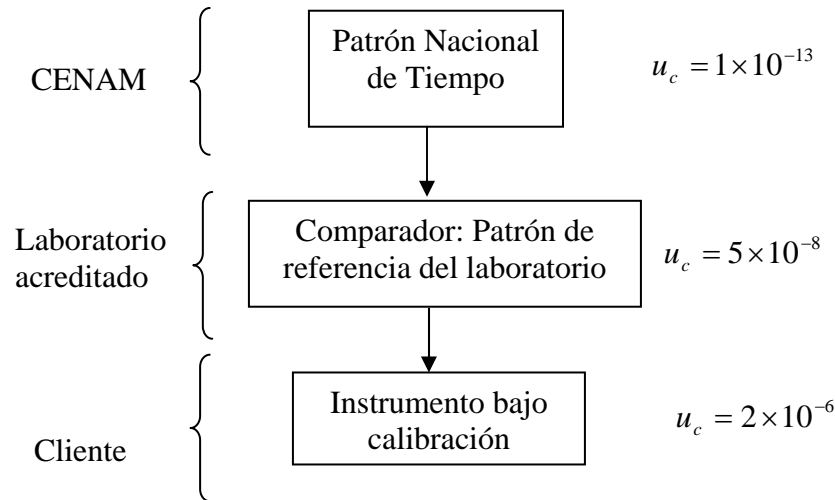 CENAM
Patrón Nacional
de Tiempo
u_c = 1×10^{-13}
Laboratorio
acreditado
Comparador: Patrón de
referencia del laboratorio
u_c = 5×10^{-8}
Cliente
Instrumento bajo
calibración
u_c = 2×10^{-6}